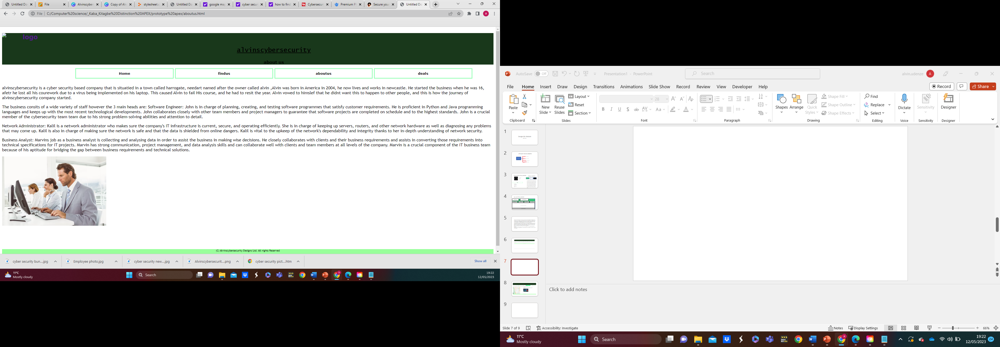 Untitled Do
File
Alvinscyber
Copy of Alv
stylesheet.c
Untitled Do
google map
cyber secur
how to find
Cybersecuri
Premium Ph
Secure your
Untitled Do
File C:/Computer%20science/_Kaba_Kitagbe%20Distinction%20APEX/prototype%20apex/aboutus.html
a
logo
alvinscybersecurity
about us
Home findus aboutus deals
alvinscybersecurity is a cyber security based company that is situatied in a town called harrogate, needart named after the owner called alvin ,Alvin was born in America in 2004, he now lives and works in newcastle. He started the business when he was 16,
afetr he lost all his courework due to a virus being implemented on his laptop. This caused Alvin to fail His course, and he had to resit the year. Alvin vowed to himslef that he didnt want this to happen to other people, and this is how the journey of
alvinscybersecurity company started.
The business consits of a wide variety of staff however the 3 main heads are: Software Engineer: John is in charge of planning, creating, and testing software programmes that satisfy customer requirements. He is proficient in Python and Java programming
languages and keeps up with the most recent technological developments. John collaborates closely with other team members and project managers to guarantee that software projects are completed on schedule and to the highest standards. John is a crucial
member of the cybersecurity team team due to his strong problem-solving abilities and attention to detail.
Network Administrator: Kalil is a network administrator who makes sure the company's IT infrastructure is current, secure, and operating efficiently. She is in charge of keeping up servers, routers, and other network hardware as well as diagnosing any problems
that may come up. Kalil is also in charge of making sure the network is safe and that the data is shielded from online dangers. Kalil is vital to the upkeep of the network's dependability and integrity thanks to her in-depth understanding of network security.
Business Analyst: Marvins job as a business analyst is collecting and analysing data in order to assist the business in making wise decisions. He closely collaborates with clients and their business requirements and assists in converting those requirements into
technical specifications for IT projects. Marvin has strong communication, project management, and data analysis skills and can collaborate well with clients and team members at all levels of the company. Marvin is a crucial component of the IT business team
because of his aptitude for bridging the gap between business requirements and technical solutions.
(C) Alvinscybersecurity Designs Ltd. All rights Reserved
cyber security bun....jpg
Employee photo.jpg
cyber security new....jpg
Alvinscybersecurit....png
cyber security pict....htm
Show all
11°C
Mostly cloudy
Search
19:22
12/05/2023
AutoSave Off
Presentation1 - PowerPoint
Search
alvin.udenze A
File Home Insert Draw Design Transitions Animations Slide Show Record Review View Developer Help
Record
Share
Paste
Clipboard
New
Slide
Reuse
Slides
Layout
Reset
Section
Slides
28
B I U S ab AV Aa A
Font
Paragraph
Shapes
Arrange
Quick
Styles
Shape Fill
Shape Outline
Shape Effects
Drawing
Find
Replace
Select
Editing
Dictate
Voice
Sensitivity
Sensitivity
Designer
Designer
1
2
3
4
5
6
7
8
9
Click to add notes
Slide 7 of 9
Accessibility: Investigate
Notes
Display Settings
66%
11°C
Mostly cloudy
Search
19:22
12/05/2023
24